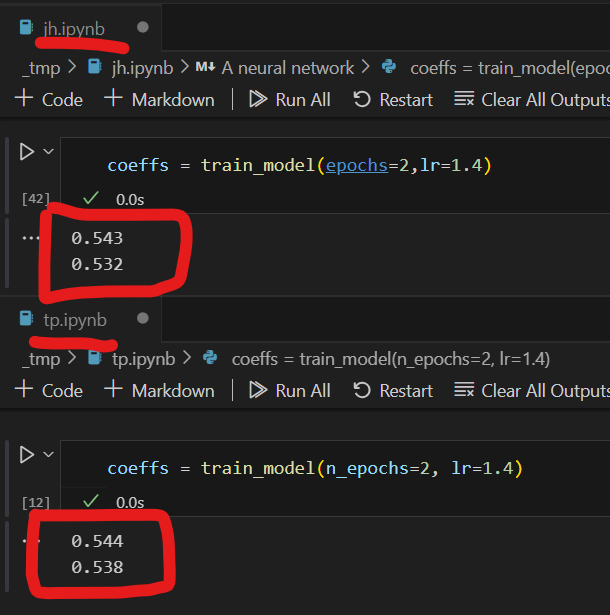 jh.ipynb
_tmp > jh.ipynb > M↓ A neural network > coeffs = train_model(epoc
+ Code + Markdown | Run All Restart Clear All Outputs
coeffs = train_model(epochs=2,lr=1.4)
[42] ✓ 0.0s
... 0.543
0.532
tp.ipynb
_tmp > tp.ipynb > coeffs = train_model(n_epochs=2, lr=1.4)
+ Code + Markdown | Run All Restart Clear All Outputs
coeffs = train_model(n_epochs=2, lr=1.4)
[12] ✓ 0.0s
0.544
0.538